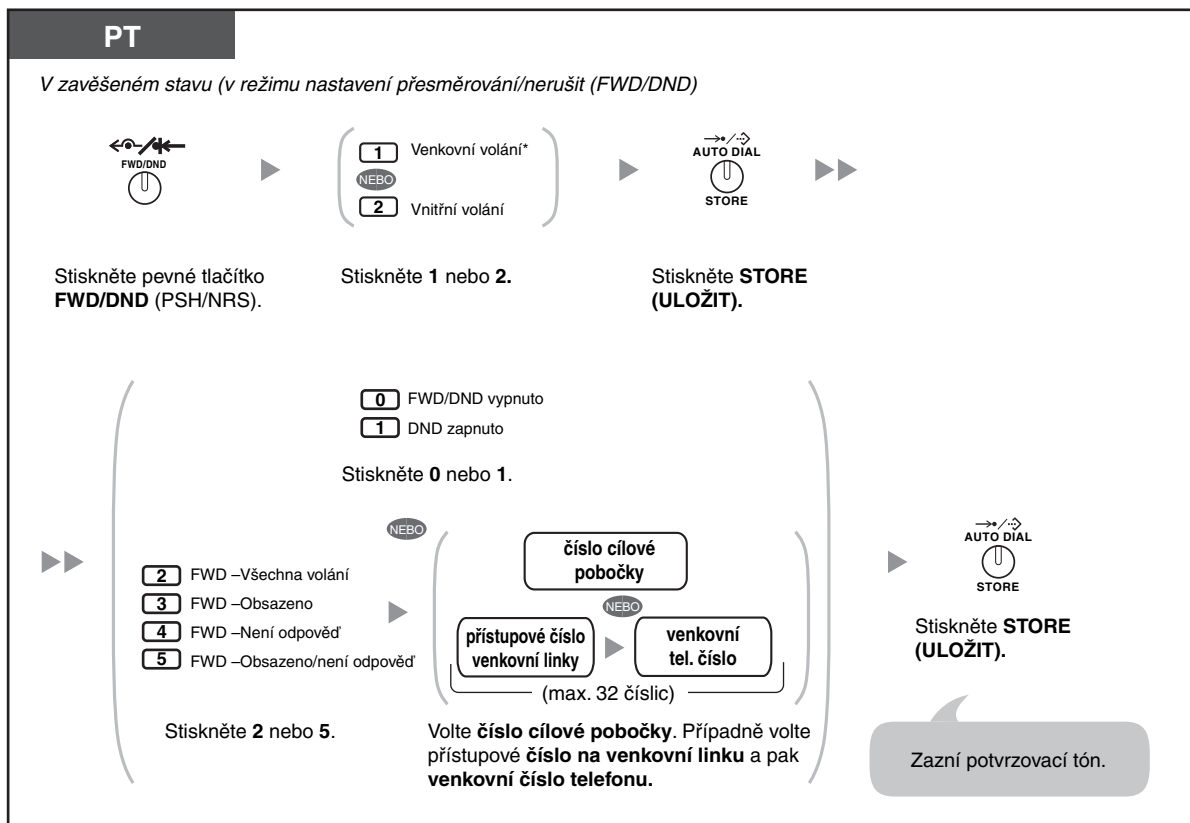 PT
V zavěšeném stavu (v režimu nastavení přesměrování/nerušit (FWD/DND)
FWD/DND
1 Venkovní volání*
NEBO
2 Vnitřní volání
AUTO DIAL
STORE
Stiskněte pevné tlačítko
FWD/DND (PSH/NRS).
Stiskněte 1 nebo 2.
Stiskněte STORE
(ULOŽIT).
0 FWD/DND vypnuto
1 DND zapnuto
Stiskněte 0 nebo 1.
NEBO
2 FWD –Všechna volání
3 FWD –Obsazeno
4 FWD –Není odpověď
5 FWD –Obsazeno/není odpověď
Stiskněte 2 nebo 5.
číslo cílové
pobočky
NEBO
přístupové číslo
venkovní linky
venkovní
tel. číslo
(max. 32 číslic)
Volte číslo cílové pobočky. Případně volte
přístupové číslo na venkovní linku a pak
venkovní číslo telefonu.
AUTO DIAL
STORE
Stiskněte STORE
(ULOŽIT).
Zazní potvrzovací tón.